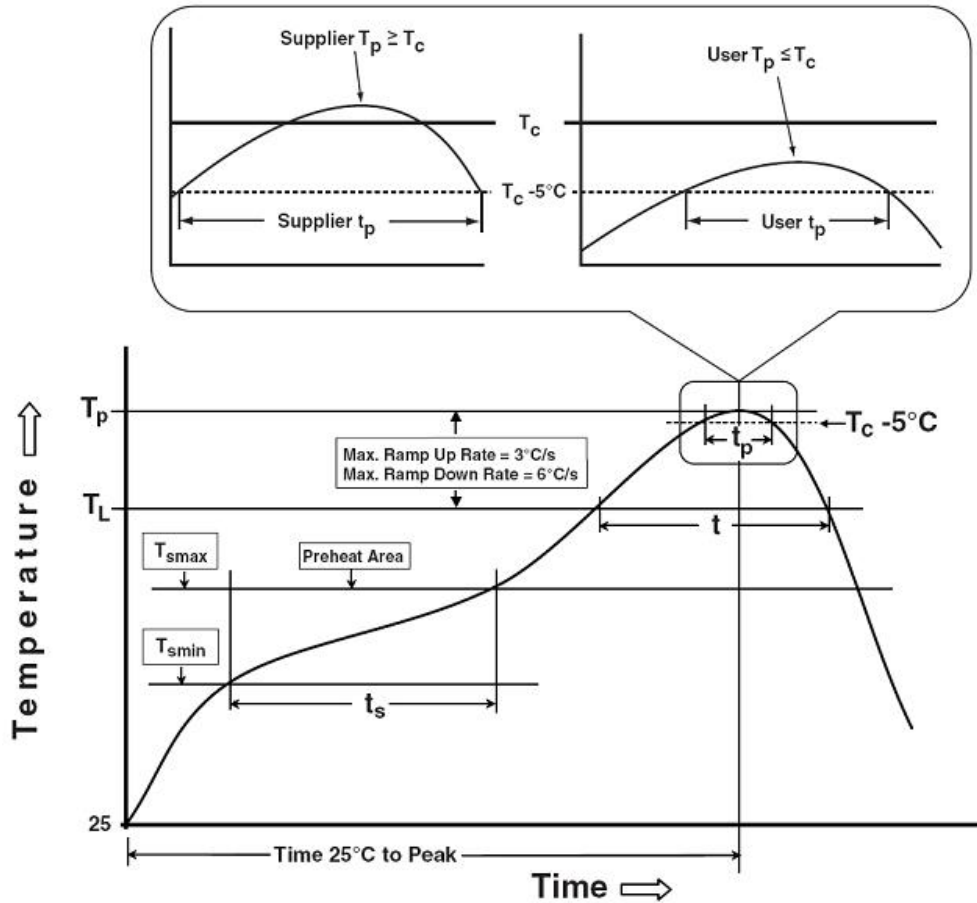 Supplier Tp ≥ Tc
User Tp ≤ Tc
Tc
Tc -5°C
Supplier tp
User tp
Tp
Tc -5°C
tp
Max. Ramp Up Rate = 3°C/s
Max. Ramp Down Rate = 6°C/s
TL
t
Tsmax
Preheat Area
Tsmin
ts
Temperature
25
Time 25°C to Peak
Time